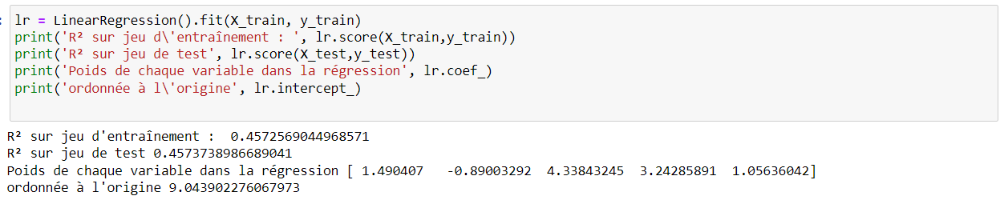 : lr = LinearRegression().fit(X_train, y_train)
print('R² sur jeu d\'entraînement : ', lr.score(X_train,y_train))
print('R² sur jeu de test', lr.score(X_test,y_test))
print('Poids de chaque variable dans la régression', lr.coef_)
print('ordonnée à l\'origine', lr.intercept_)
R² sur jeu d'entraînement :  0.4572569044968571
R² sur jeu de test 0.4573738986689041
Poids de chaque variable dans la régression [ 1.490407   -0.89003292  4.33843245  3.24285891  1.05636042]
ordonnée à l'origine 9.043902276067973